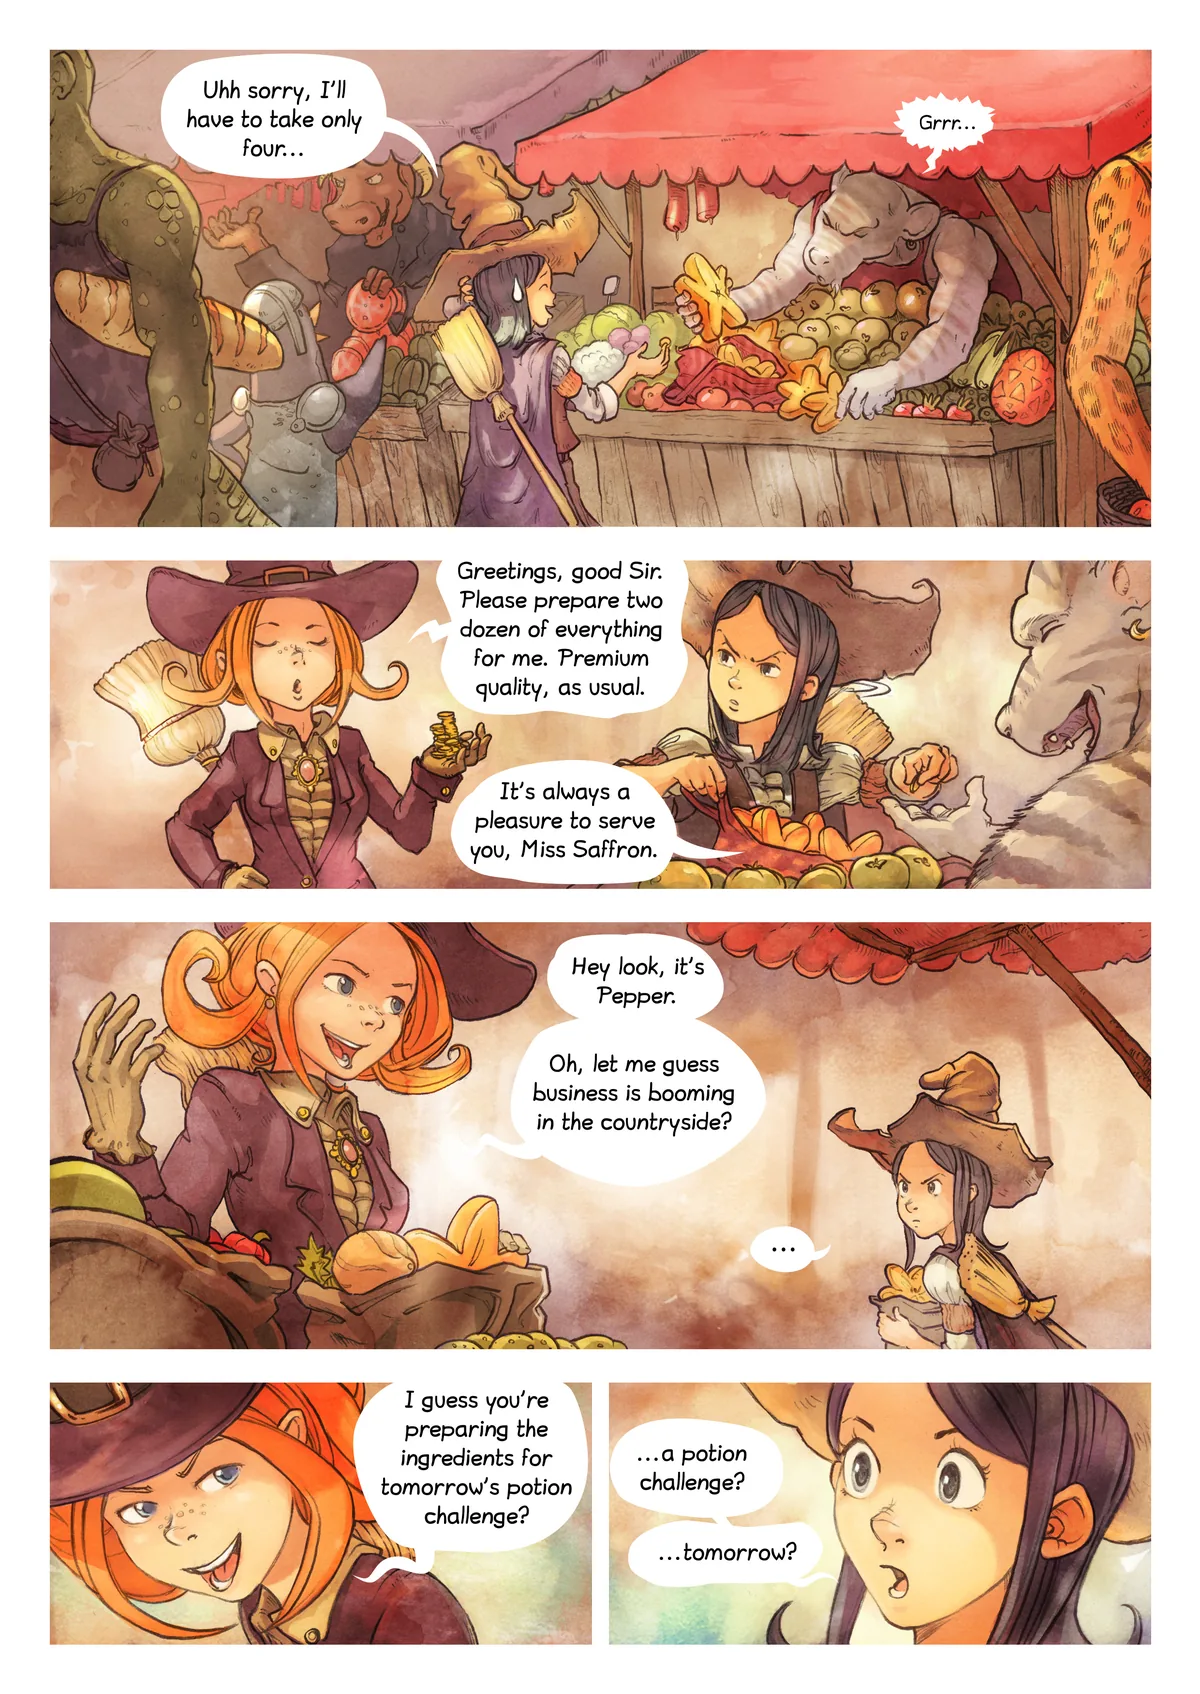 Uhh sorry, I'll
have to take only
four...
Grrr...
Greetings, good Sir.
Please prepare two
dozen of everything
for me. Premium
quality, as usual.
It's always a
pleasure to serve
you, Miss Saffron.
Hey look, it's
Pepper.
Oh, let me guess
business is booming
in the countryside?
...
I guess you're
preparing the
ingredients for
tomorrow's potion
challenge?
...a potion
challenge?
...tomorrow?